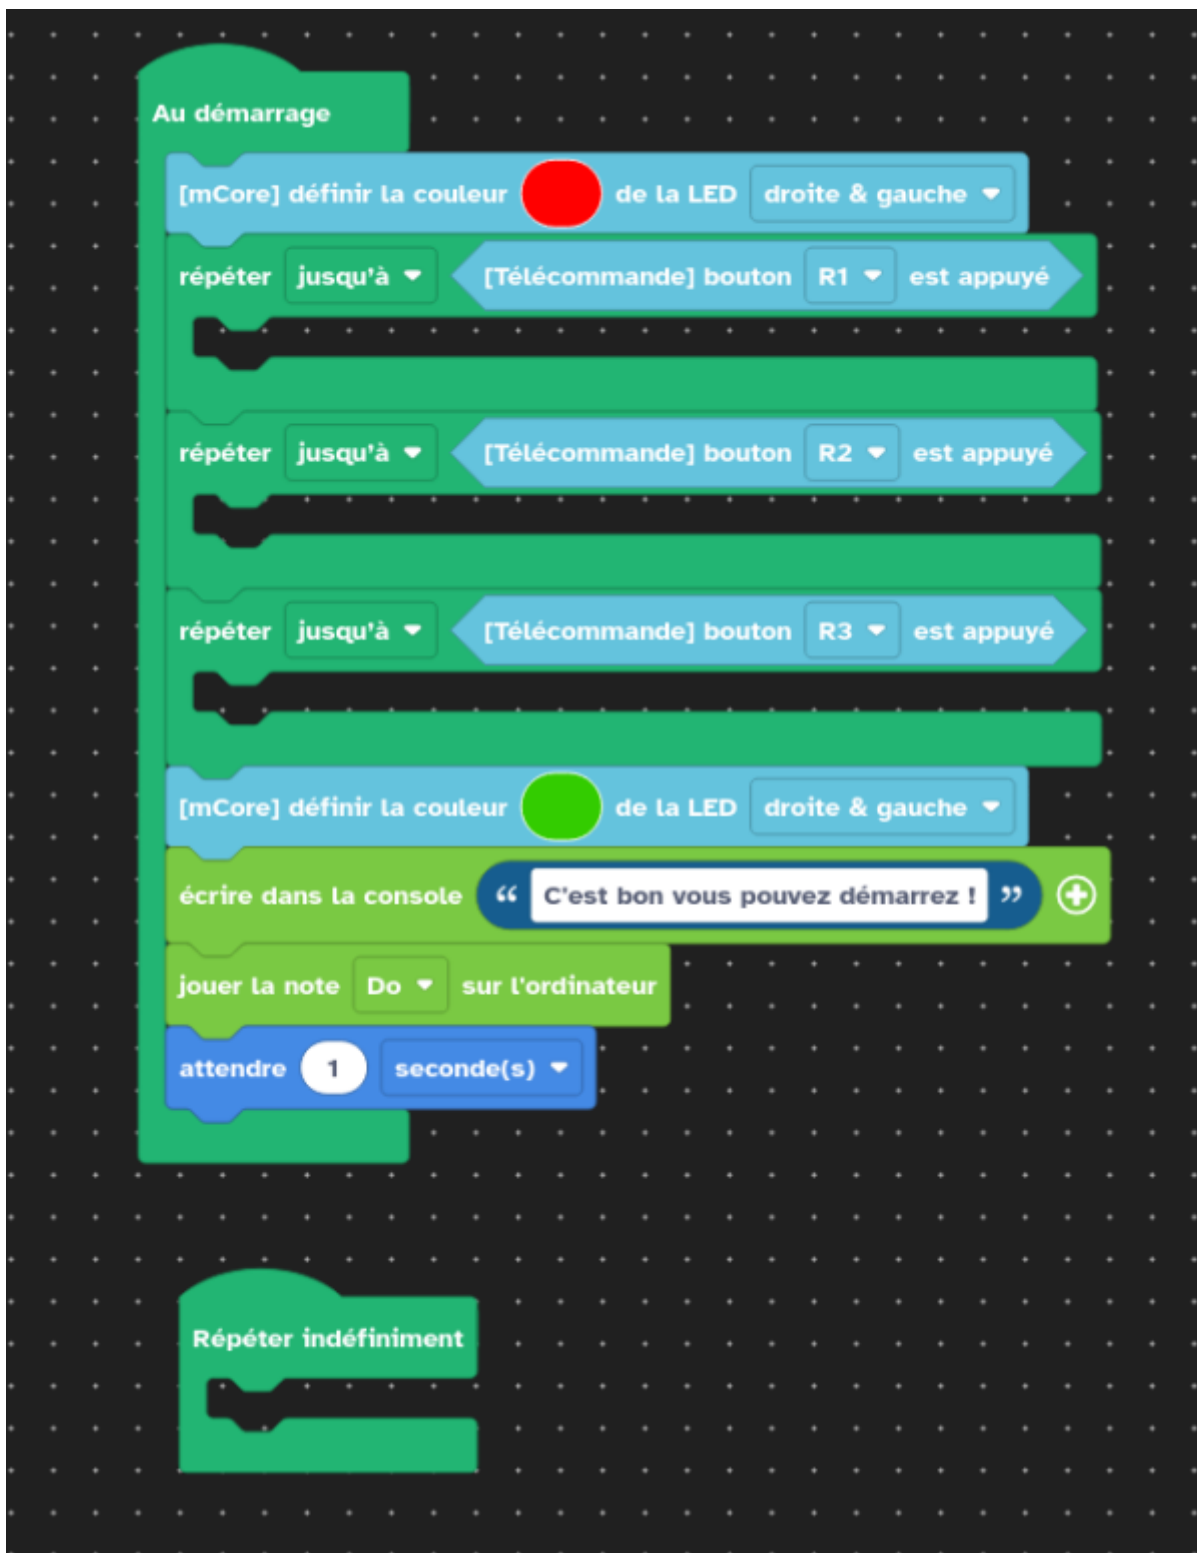 Au démarrage
[mCore] définir la couleur de la LED droite & gauche
répéter jusqu'à [Télécommande] bouton R1 est appuyé
répéter jusqu'à [Télécommande] bouton R2 est appuyé
répéter jusqu'à [Télécommande] bouton R3 est appuyé
[mCore] définir la couleur de la LED droite & gauche
écrire dans la console “ C'est bon vous pouvez démarrez ! ”
jouer la note Do sur l'ordinateur
attendre 1 seconde(s)
Répéter indéfiniment